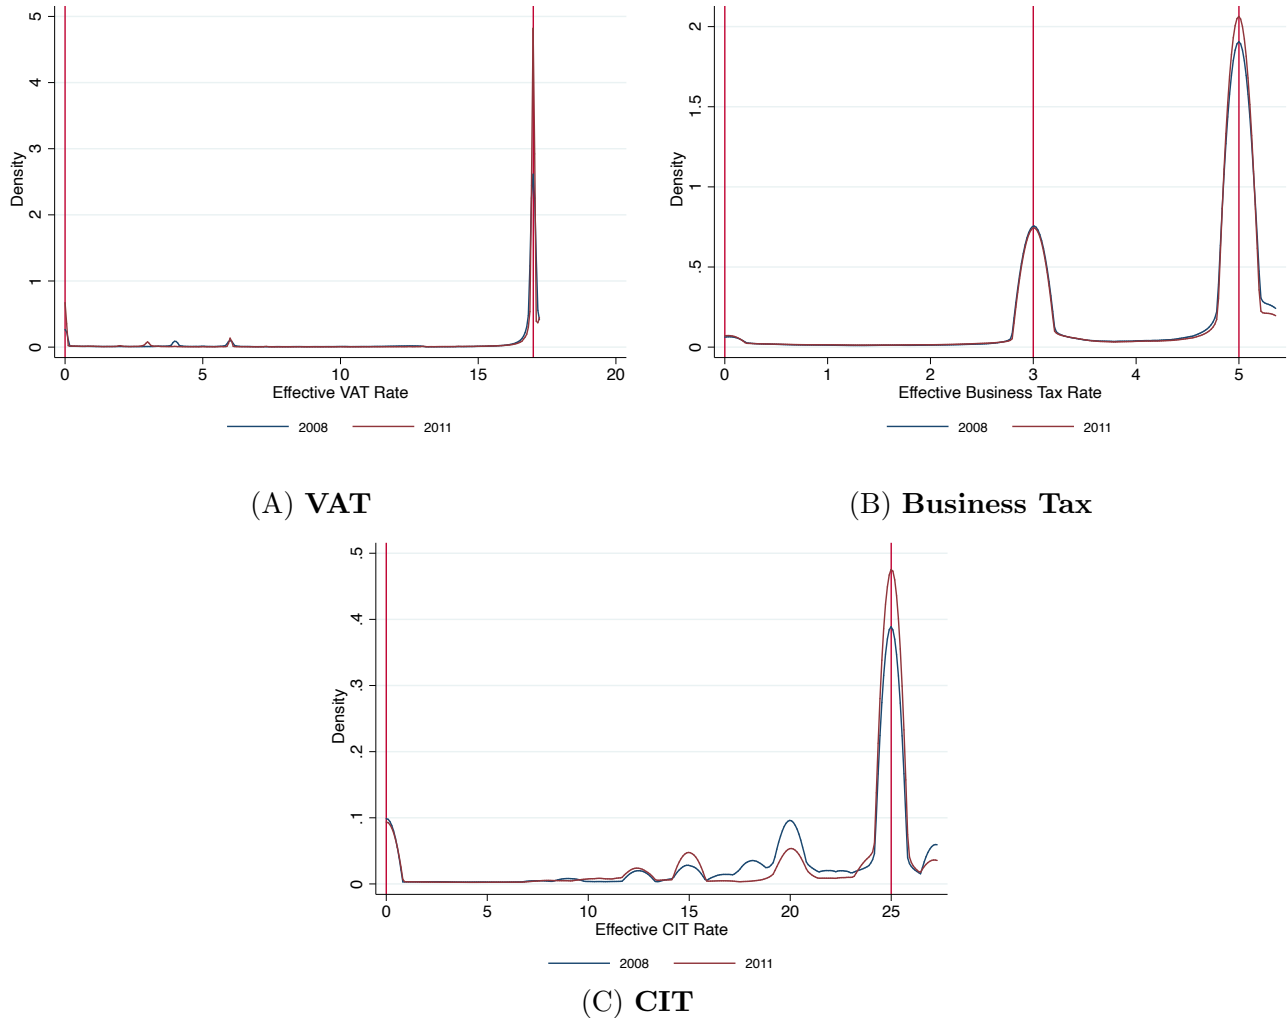 Density
5
4
3
2
1
0
0 5 10 15 20
Effective VAT Rate
2008 2011
(A) VAT
Density
2
1.5
1
.5
0
0 1 2 3 4 5
Effective Business Tax Rate
2008 2011
(B) Business Tax
Density
.5
.4
.3
.2
.1
0
0 5 10 15 20 25
Effective CIT Rate
2008 2011
(C) CIT